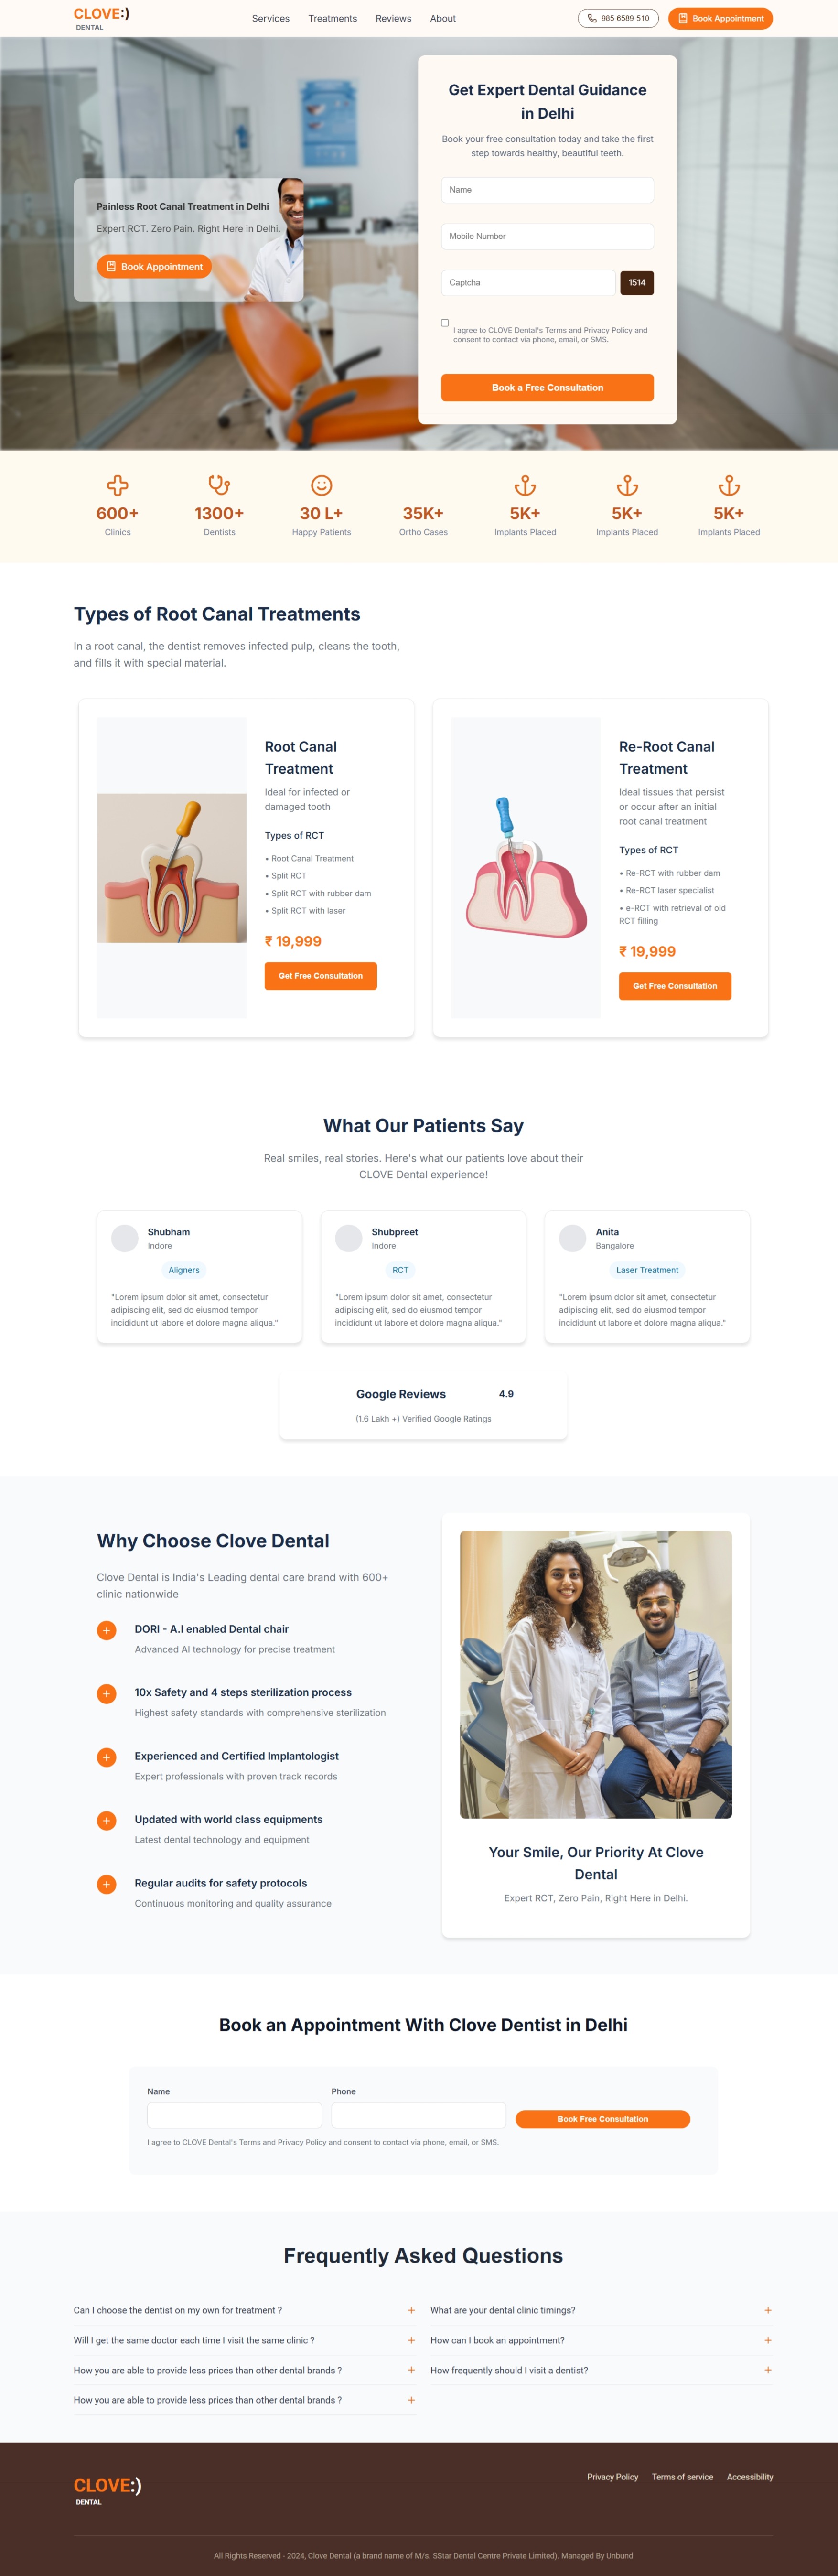 CLOVE:)
DENTAL
Services
Treatments
Reviews
About
985-6589-510
Book Appointment
Painless Root Canal Treatment in Delhi
Expert RCT. Zero Pain. Right Here in Delhi.
Book Appointment
Get Expert Dental Guidance
in Delhi
Book your free consultation today and take the first
step towards healthy, beautiful teeth.
Name
Mobile Number
Captcha
1514
I agree to CLOVE Dental's Terms and Privacy Policy and
consent to contact via phone, email, or SMS.
Book a Free Consultation
600+
Clinics
1300+
Dentists
30 L+
Happy Patients
35K+
Ortho Cases
5K+
Implants Placed
5K+
Implants Placed
5K+
Implants Placed
Types of Root Canal Treatments
In a root canal, the dentist removes infected pulp, cleans the tooth,
and fills it with special material.
Root Canal
Treatment
Ideal for infected or
damaged tooth
Types of RCT
• Root Canal Treatment
• Split RCT
• Split RCT with rubber dam
• Split RCT with laser
₹ 19,999
Get Free Consultation
Re-Root Canal
Treatment
Ideal tissues that persist
or occur after an initial
root canal treatment
Types of RCT
• Re-RCT with rubber dam
• Re-RCT laser specialist
• e-RCT with retrieval of old
RCT filling
₹ 19,999
Get Free Consultation
What Our Patients Say
Real smiles, real stories. Here's what our patients love about their
CLOVE Dental experience!
Shubham
Indore
Aligners
"Lorem ipsum dolor sit amet, consectetur
adipiscing elit, sed do eiusmod tempor
incididunt ut labore et dolore magna aliqua."
Shubpreet
Indore
RCT
"Lorem ipsum dolor sit amet, consectetur
adipiscing elit, sed do eiusmod tempor
incididunt ut labore et dolore magna aliqua."
Anita
Bangalore
Laser Treatment
"Lorem ipsum dolor sit amet, consectetur
adipiscing elit, sed do eiusmod tempor
incididunt ut labore et dolore magna aliqua."
Google Reviews
4.9
(1.6 Lakh +) Verified Google Ratings
Why Choose Clove Dental
Clove Dental is India's Leading dental care brand with 600+
clinic nationwide
DORI - A.I enabled Dental chair
Advanced AI technology for precise treatment
10x Safety and 4 steps sterilization process
Highest safety standards with comprehensive sterilization
Experienced and Certified Implantologist
Expert professionals with proven track records
Updated with world class equipments
Latest dental technology and equipment
Regular audits for safety protocols
Continuous monitoring and quality assurance
Your Smile, Our Priority At Clove
Dental
Expert RCT, Zero Pain, Right Here in Delhi.
Book an Appointment With Clove Dentist in Delhi
Name
Phone
Book Free Consultation
I agree to CLOVE Dental's Terms and Privacy Policy and consent to contact via phone, email, or SMS.
Frequently Asked Questions
Can I choose the dentist on my own for treatment ?
Will I get the same doctor each time I visit the same clinic ?
How you are able to provide less prices than other dental brands ?
How you are able to provide less prices than other dental brands ?
What are your dental clinic timings?
How can I book an appointment?
How frequently should I visit a dentist?
CLOVE:)
DENTAL
Privacy Policy
Terms of service
Accessibility
All Rights Reserved - 2024, Clove Dental (a brand name of M/s. SStar Dental Centre Private Limited). Managed By Unbund